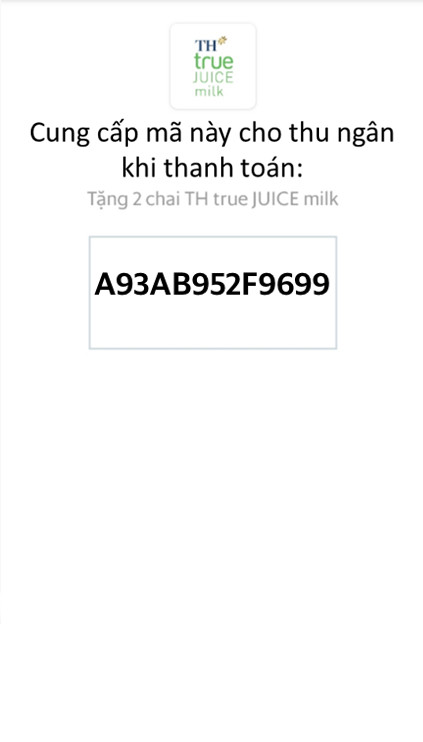 TH
true
JUICE
milk
Cung cấp mã này cho thu ngân
khi thanh toán:
Tặng 2 chai TH true JUICE milk
A93AB952F9699